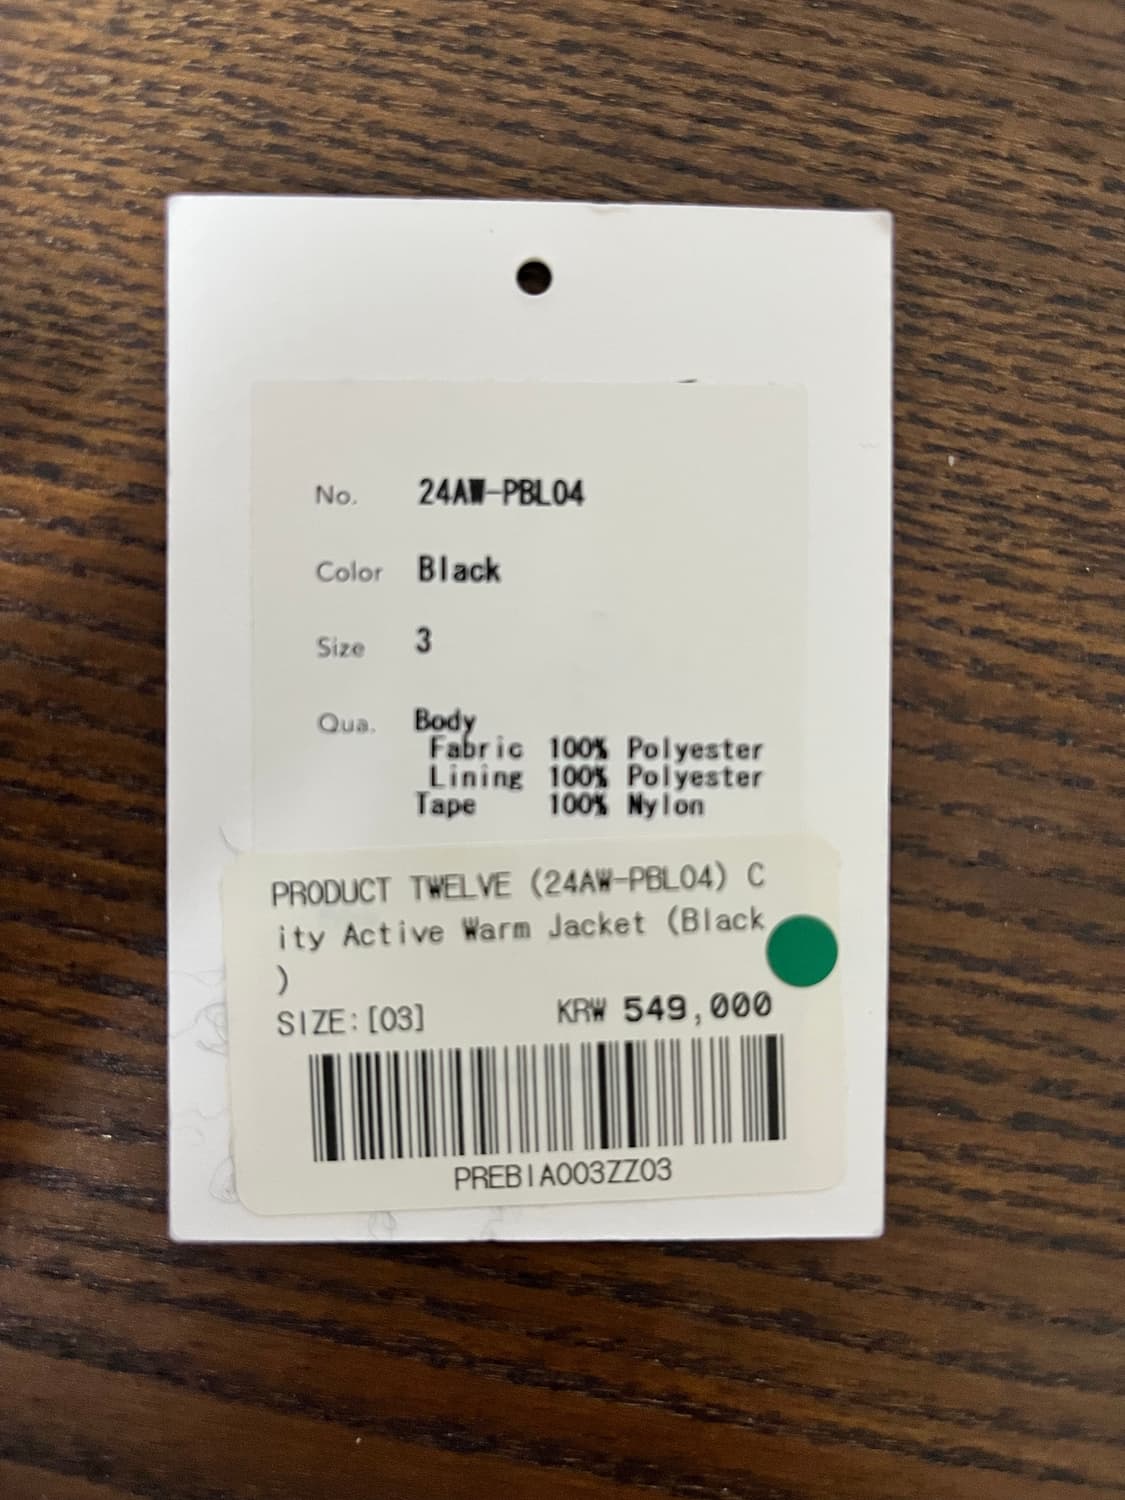 No. 24AW-PBL04
Color Black
Size 3
Qua. Body
Fabric 100% Polyester
Lining 100% Polyester
Tape 100% Nylon
PRODUCT TWELVE (24AW-PBL04) C
ity Active Warm Jacket (Black
)
SIZE:[03] KRW 549,000
PREBIA003ZZ03